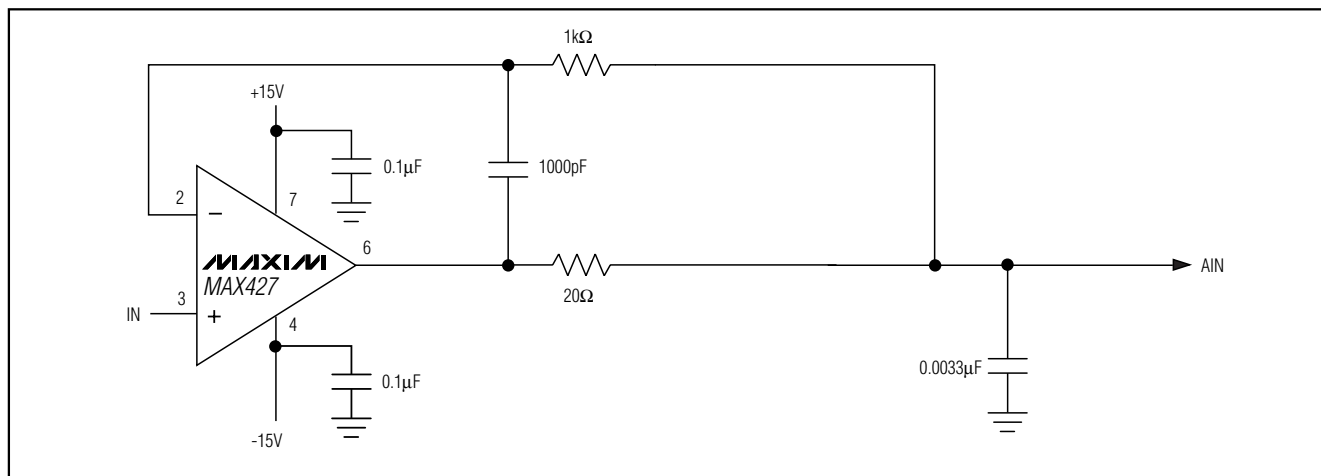 1kΩ
+15V
0.1μF
1000pF
2
7
−
6
MAXIM
MAX427
AIN
20Ω
IN
3
+
4
0.0033μF
0.1μF
-15V